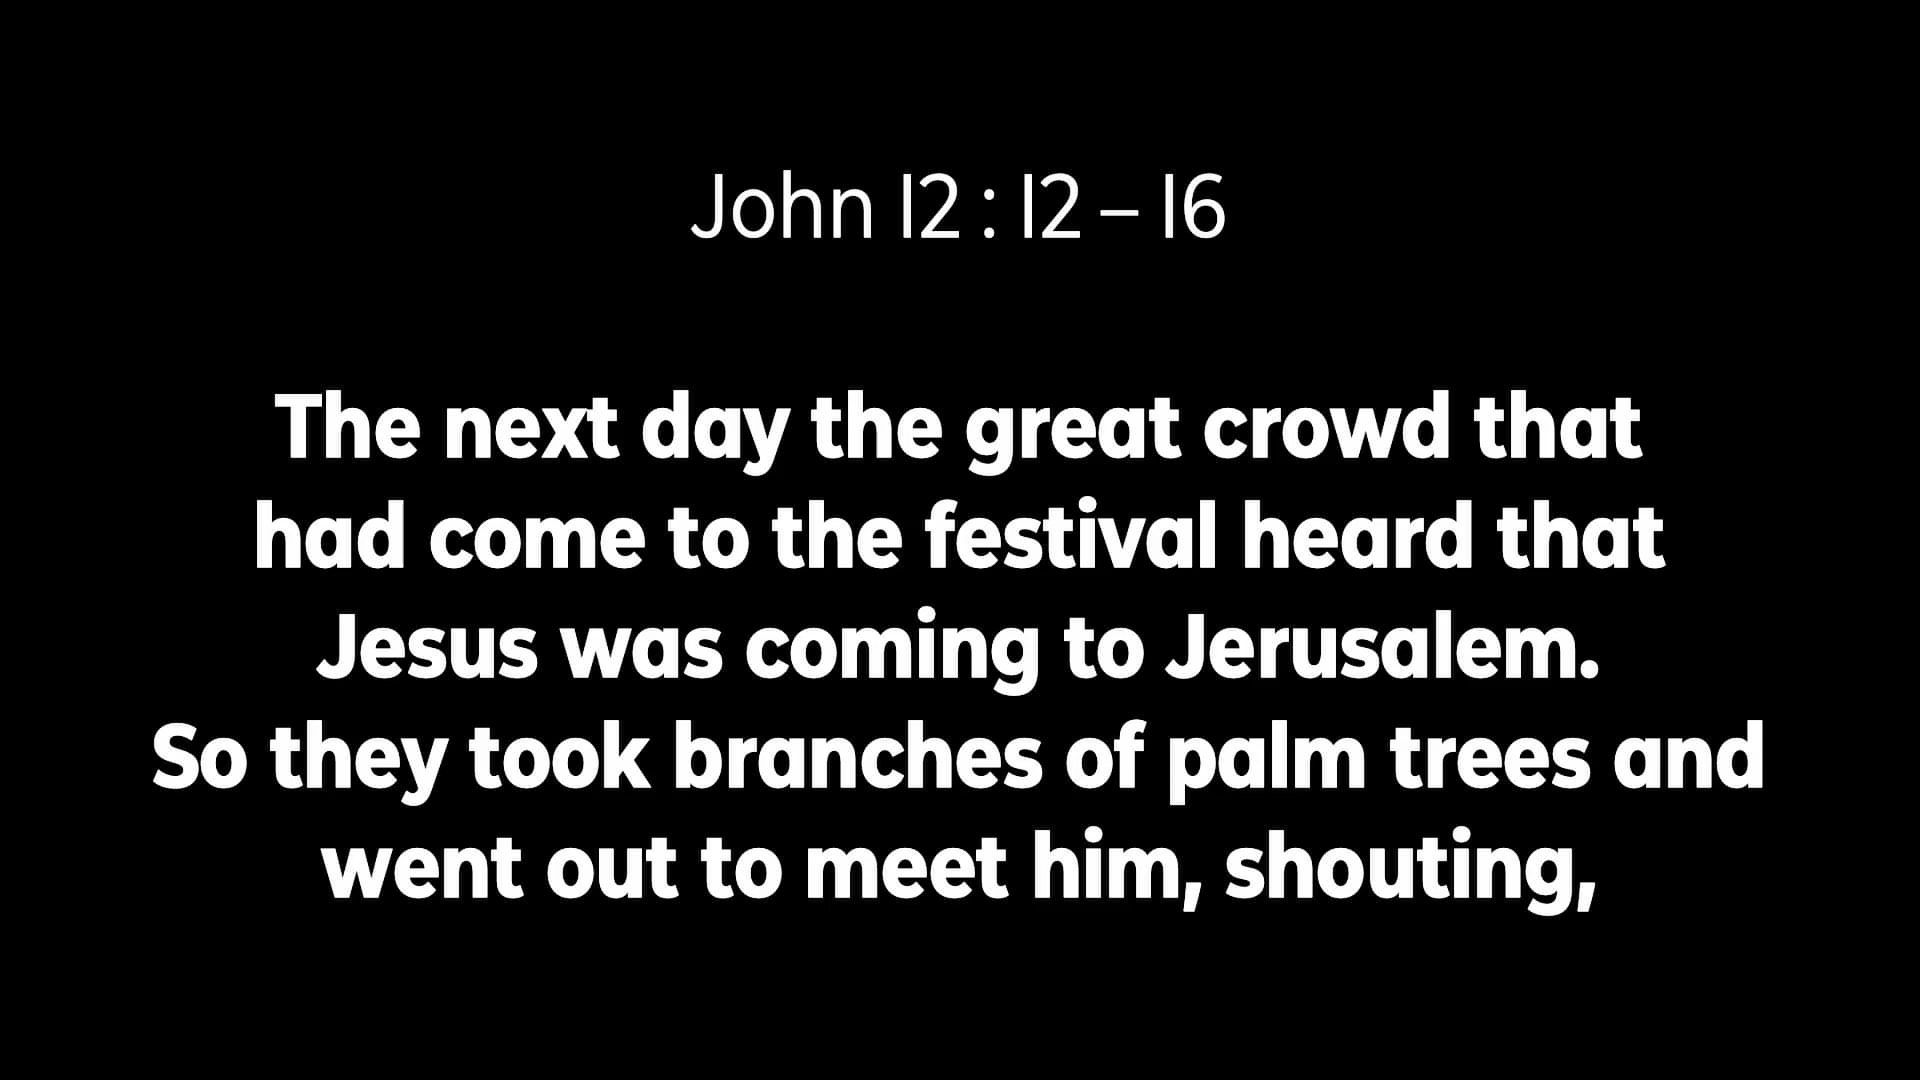 John 12 : 12 – 16
The next day the great crowd that
had come to the festival heard that
Jesus was coming to Jerusalem.
So they took branches of palm trees and
went out to meet him, shouting,